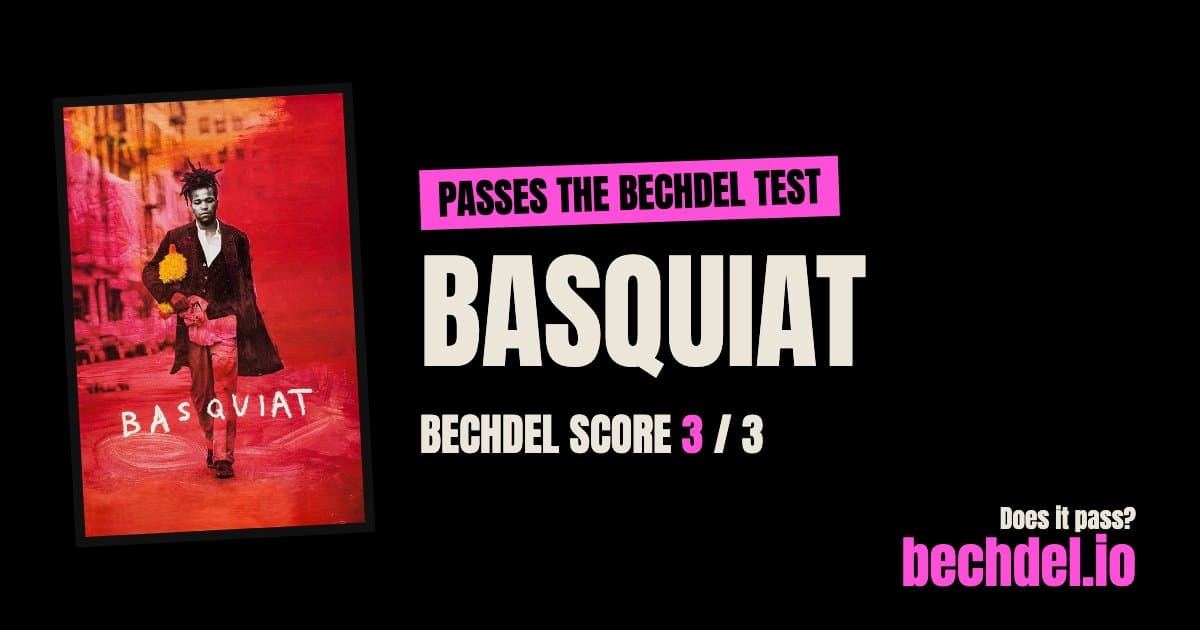 BASQUIAT
PASSES THE BECHDEL TEST
BASQUIAT
BECHDEL SCORE 3 / 3
Does it pass?
bechdel.io